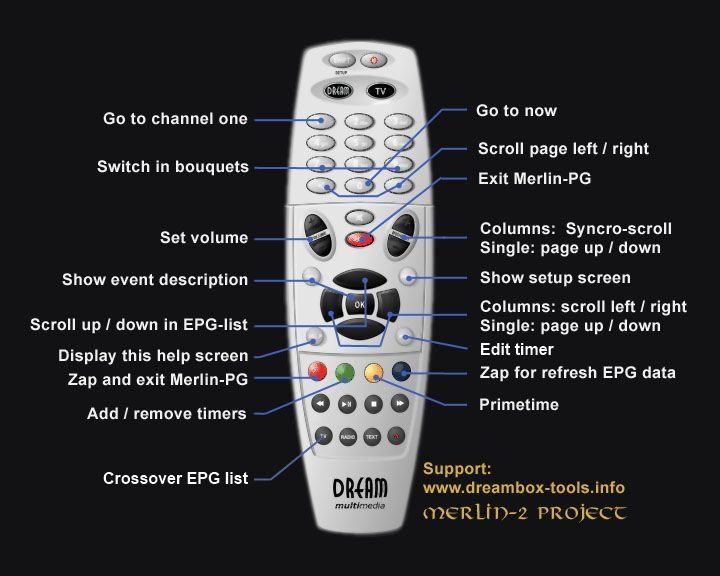 SETUP
DREAM
TV
Go to channel one
Go to now
Switch in bouquets
Scroll page left / right
Exit Merlin-PG
Set volume
Columns: Syncro-scroll
Single: page up / down
Show event description
Show setup screen
OK
Columns: scroll left / right
Single: page up / down
Scroll up / down in EPG-list
Display this help screen
Edit timer
Zap and exit Merlin-PG
Zap for refresh EPG data
Add / remove timers
Primetime
TV
RADIO
TEXT
Crossover EPG list
DREAM
multimedia
Support:
www.dreambox-tools.info
MERLIN-2 PROJECT